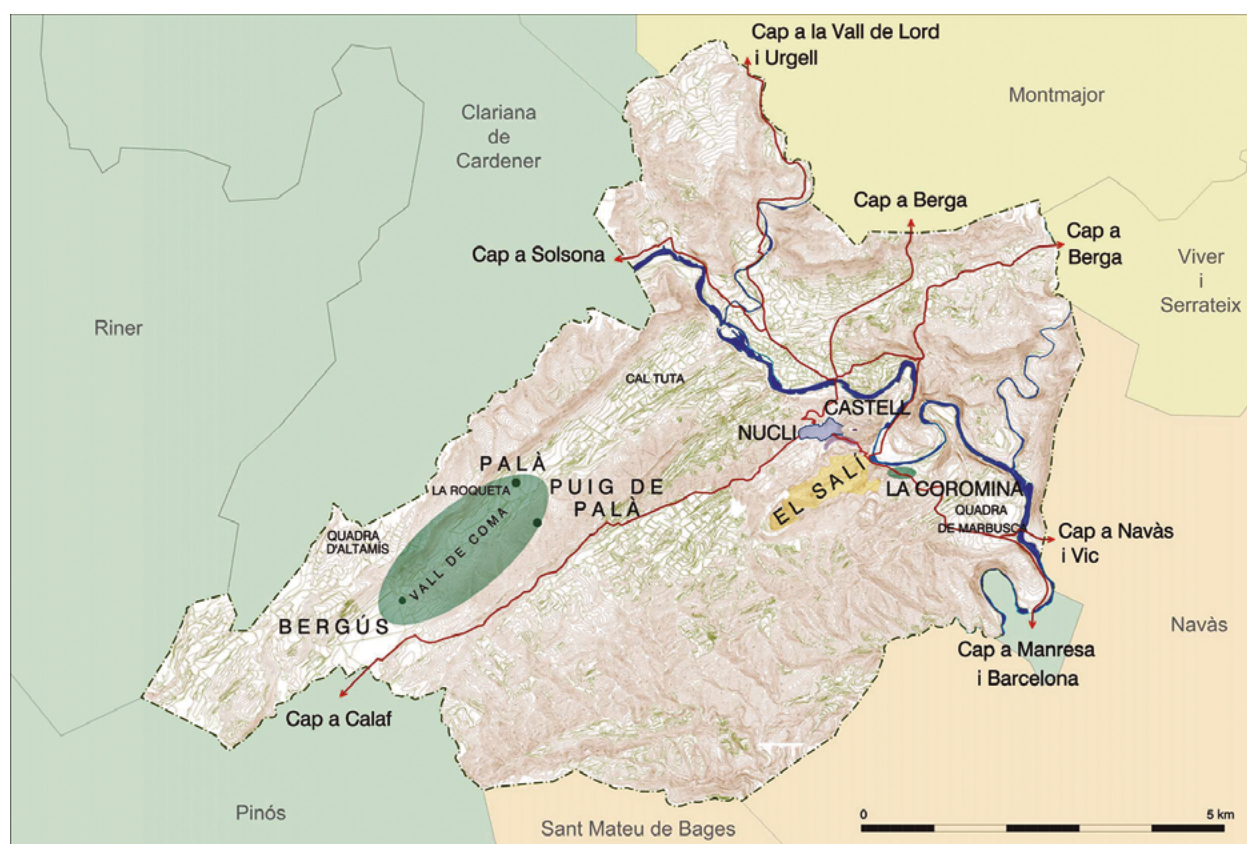 Cap a la Vall de Lord
i Urgell
Montmajor
Clariana
de
Cardener
Cap a Berga
Cap a
Berga
Cap a Solsona
Viver
i
Serrateix
Riner
CAL TUTA
CASTELL
NUCLI
PALÀ
LA ROQUETA
PUIG DE
PALÀ
EL SALÍ
LA COROMINA
QUADRA
DE MARBUSCA
QUADRA
D'ALTAMÍS
VALL DE COMA
Cap a Navàs
i Vic
BERGÚS
Navàs
Cap a Manresa
i Barcelona
Cap a Calaf
Pinós
Sant Mateu de Bages
0
5 km